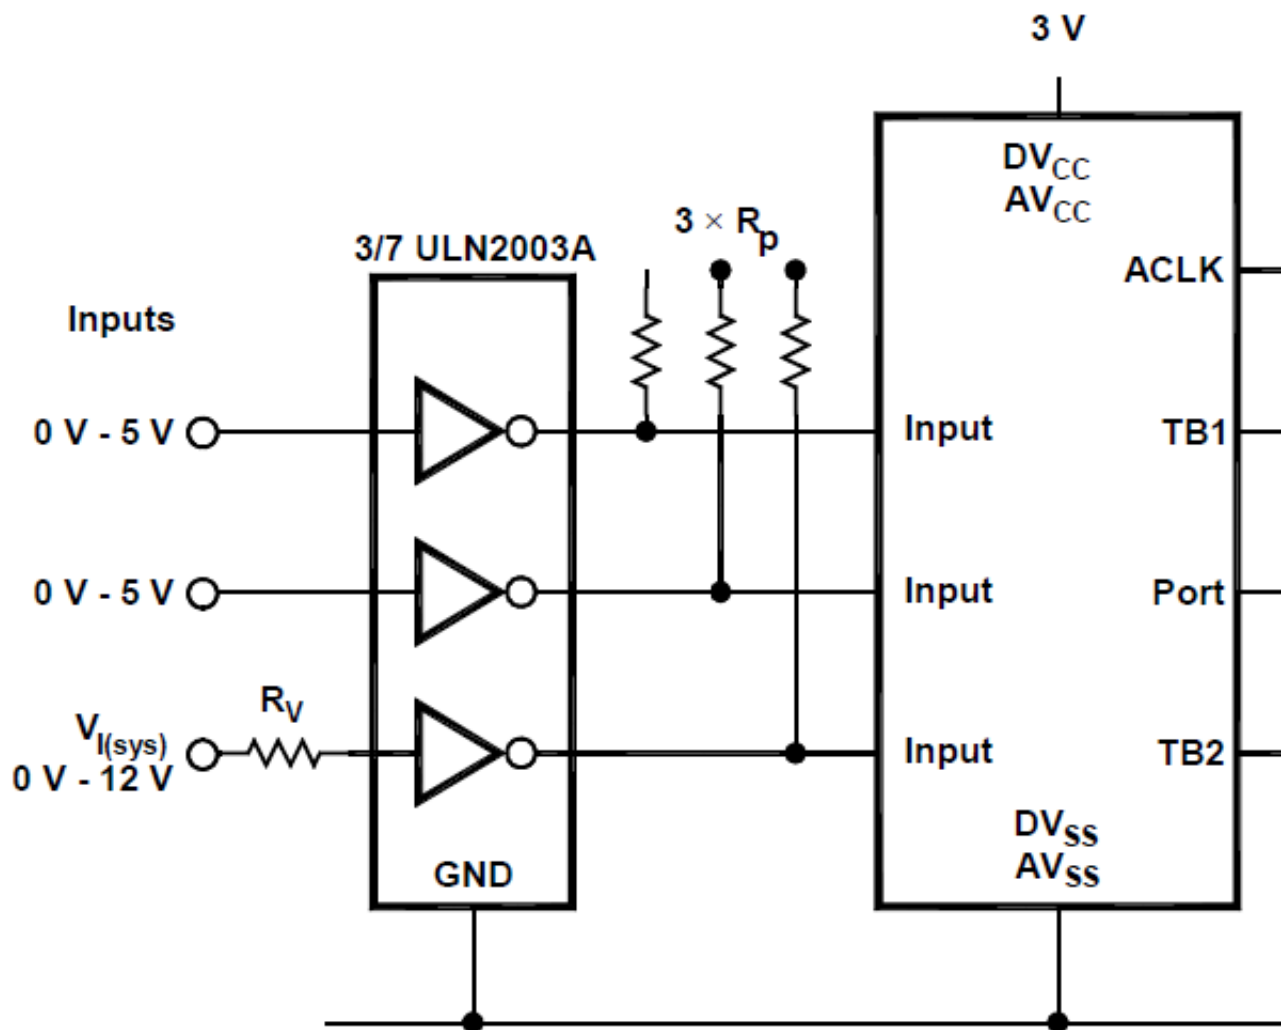 3 V
DVCC
AVCC
3 × Rp
3/7 ULN2003A
ACLK
Inputs
0 V - 5 V
Input
TB1
0 V - 5 V
Input
Port
RV
VI(sys)
0 V - 12 V
Input
TB2
DVSS
AVSS
GND